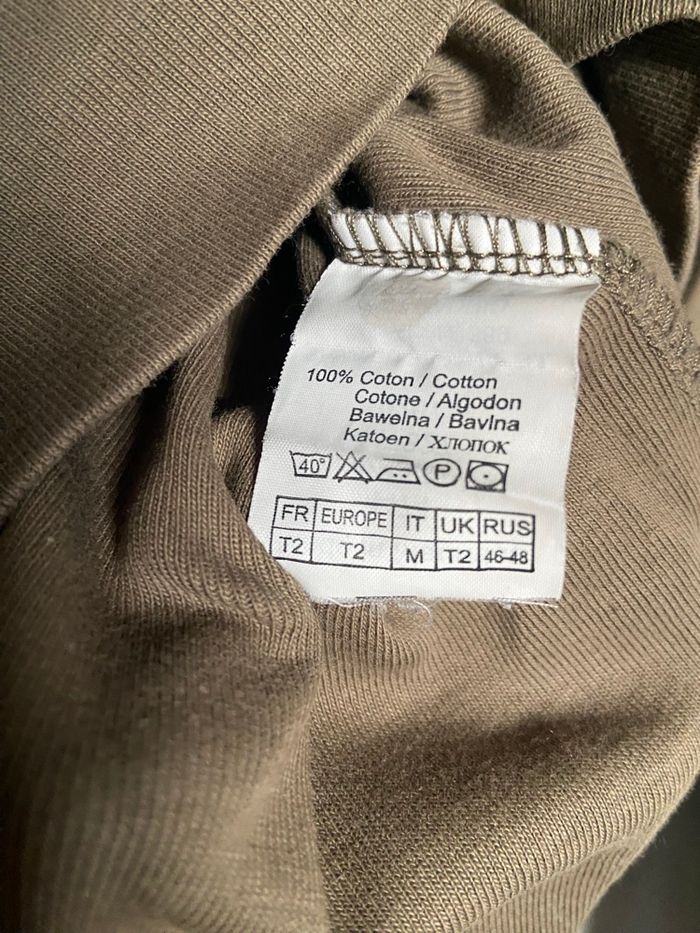 100% Coton / Cotton
Cotone / Algodon
Bawelna / Bavlna
Katoen / Хлопок
40° P
FR EUROPE IT UK RUS
T2 T2 M T2 46-48